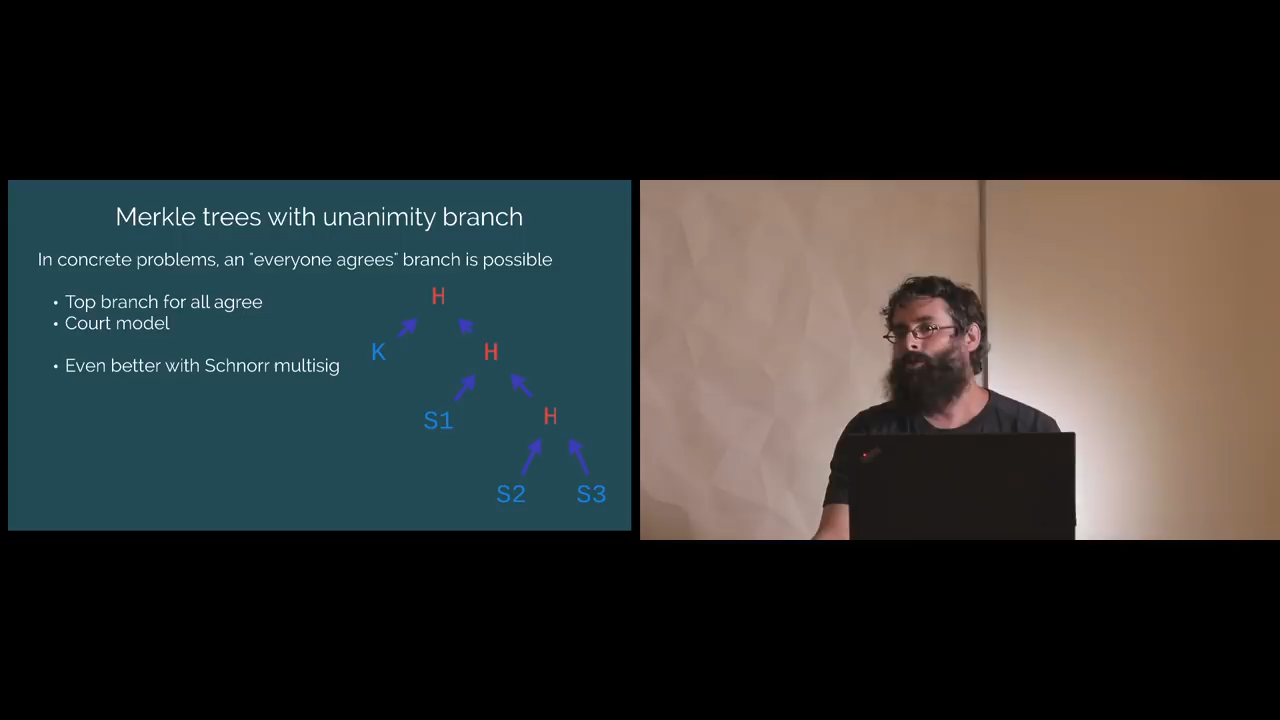 Merkle trees with unanimity branch
In concrete problems, an "everyone agrees" branch is possible
• Top branch for all agree
• Court model
• Even better with Schnorr multisig
H
K H
S1 H
S2 S3